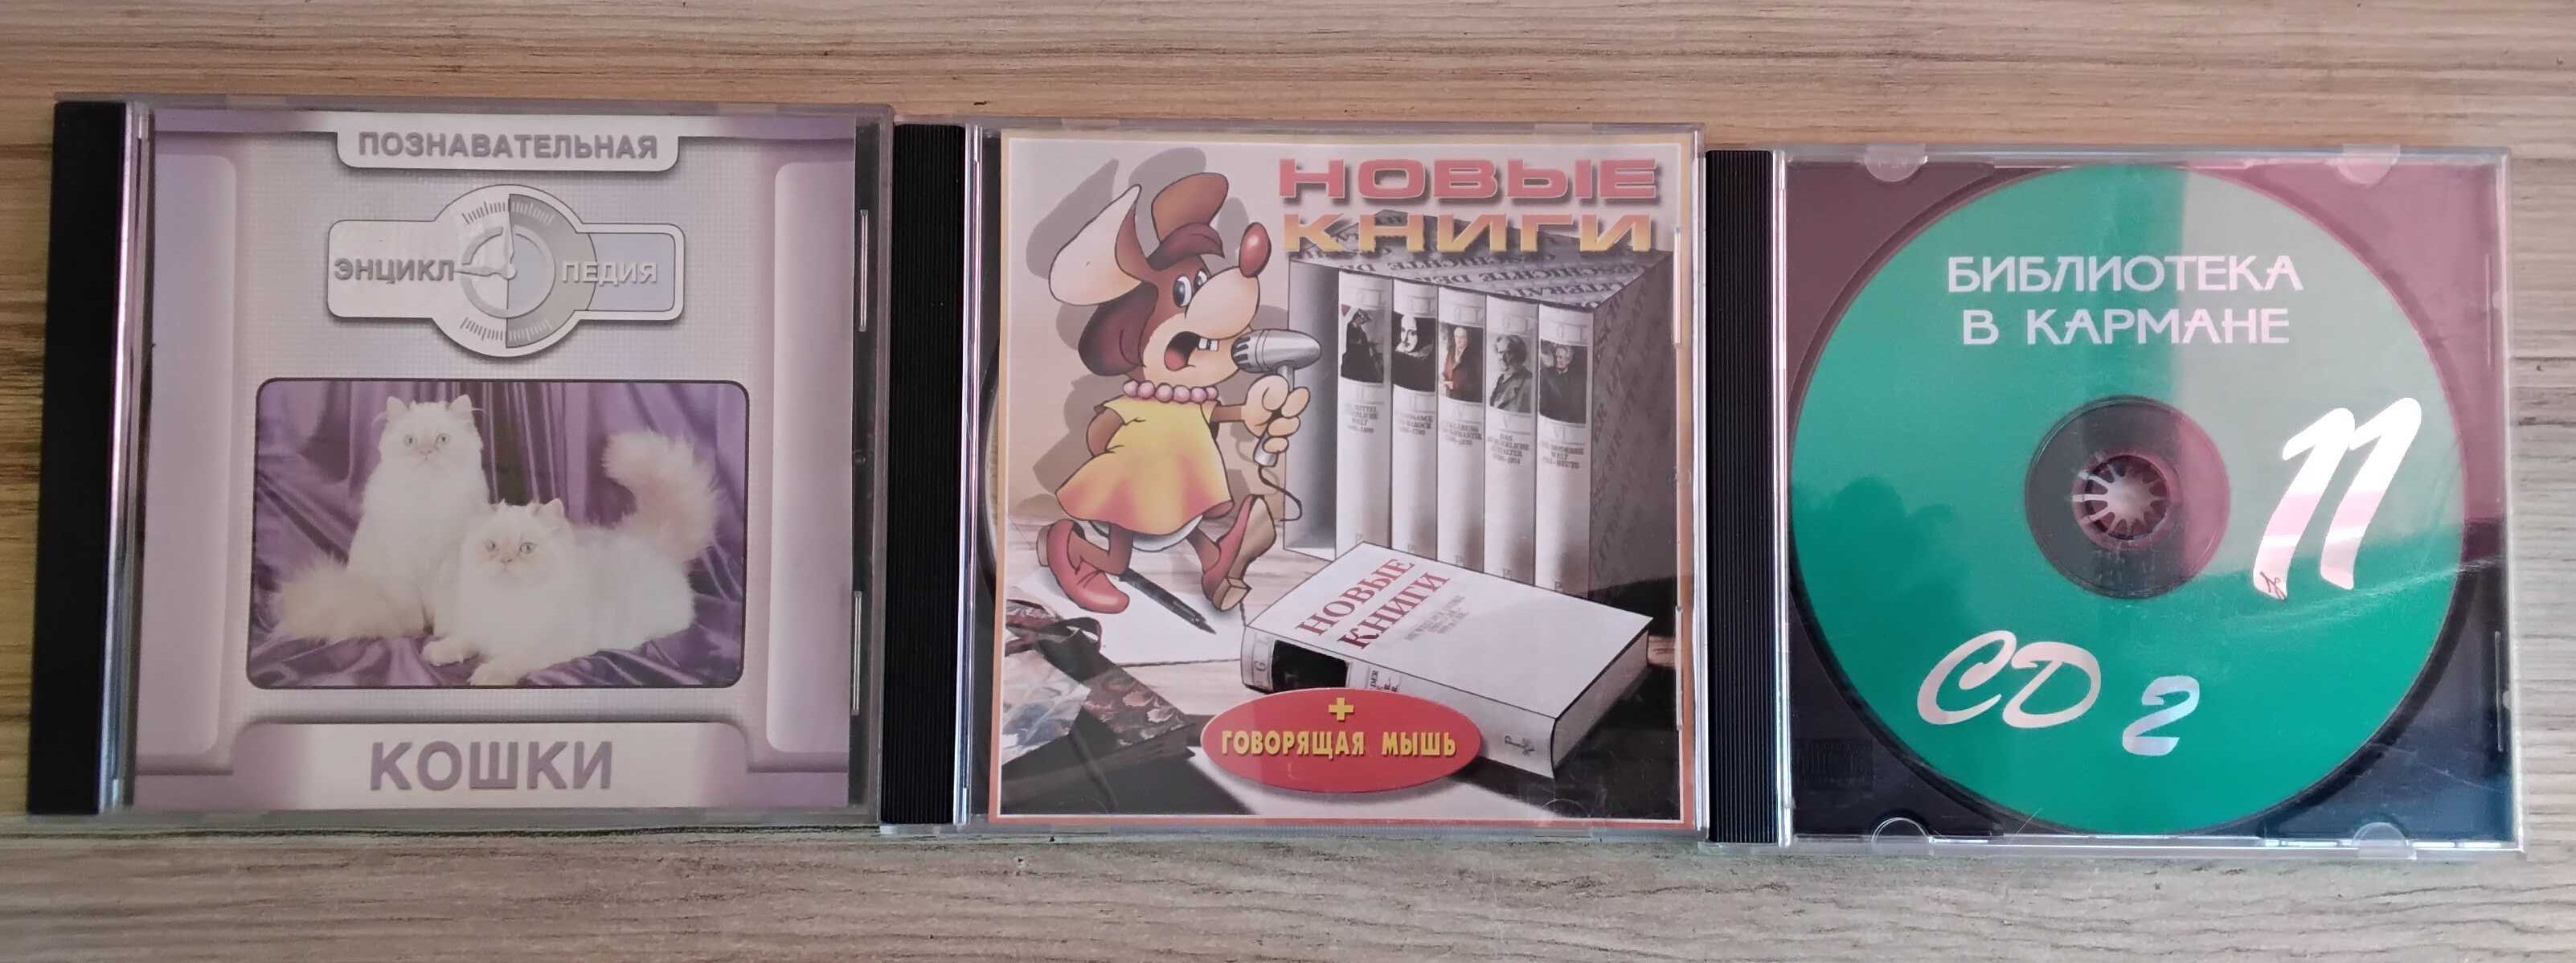 ПОЗНАВАТЕЛЬНАЯ
ЭНЦИКЛ ПЕДИЯ
КОШКИ
НОВЫЕ
КНИГИ
НОВЫЕ
КНИГИ
+
ГОВОРЯЩАЯ МЫШЬ
БИБЛИОТЕКА
В КАРМАНЕ
11
CD 2